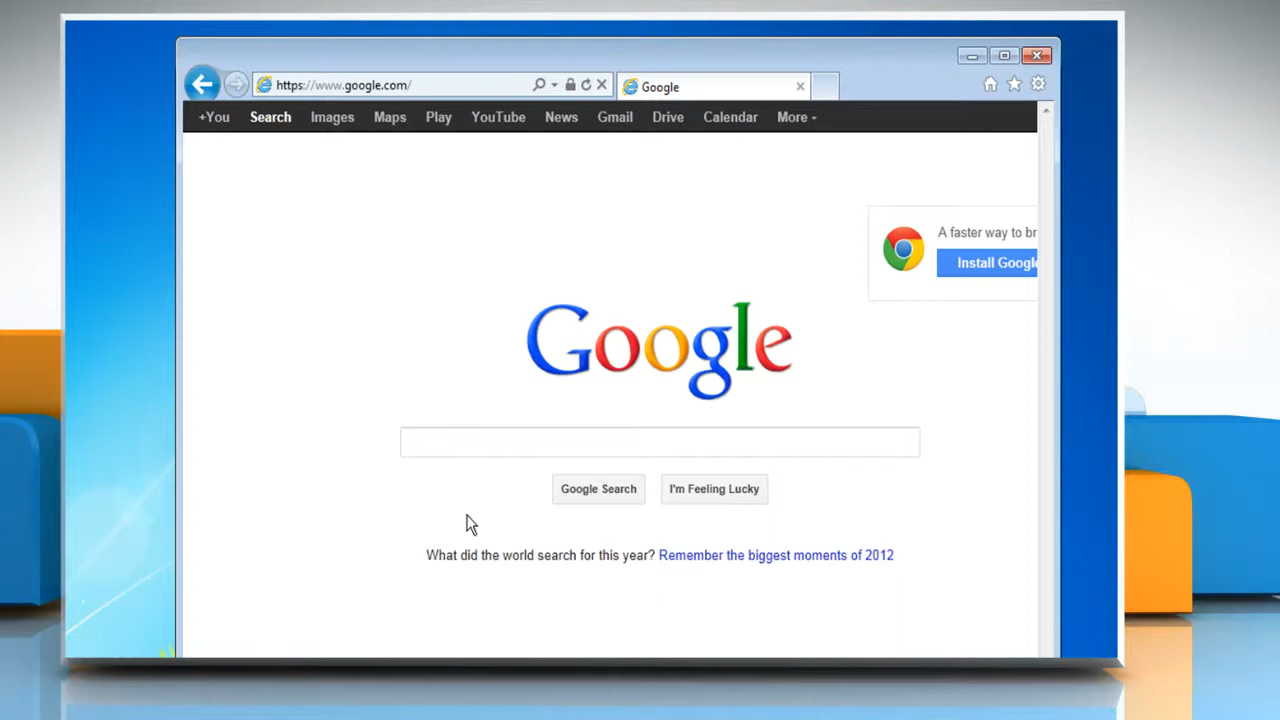 https://www.google.com/
Google
+You Search Images Maps Play YouTube News Gmail Drive Calendar More
A faster way to br
Install Google
Google
Google Search I'm Feeling Lucky
What did the world search for this year? Remember the biggest moments of 2012